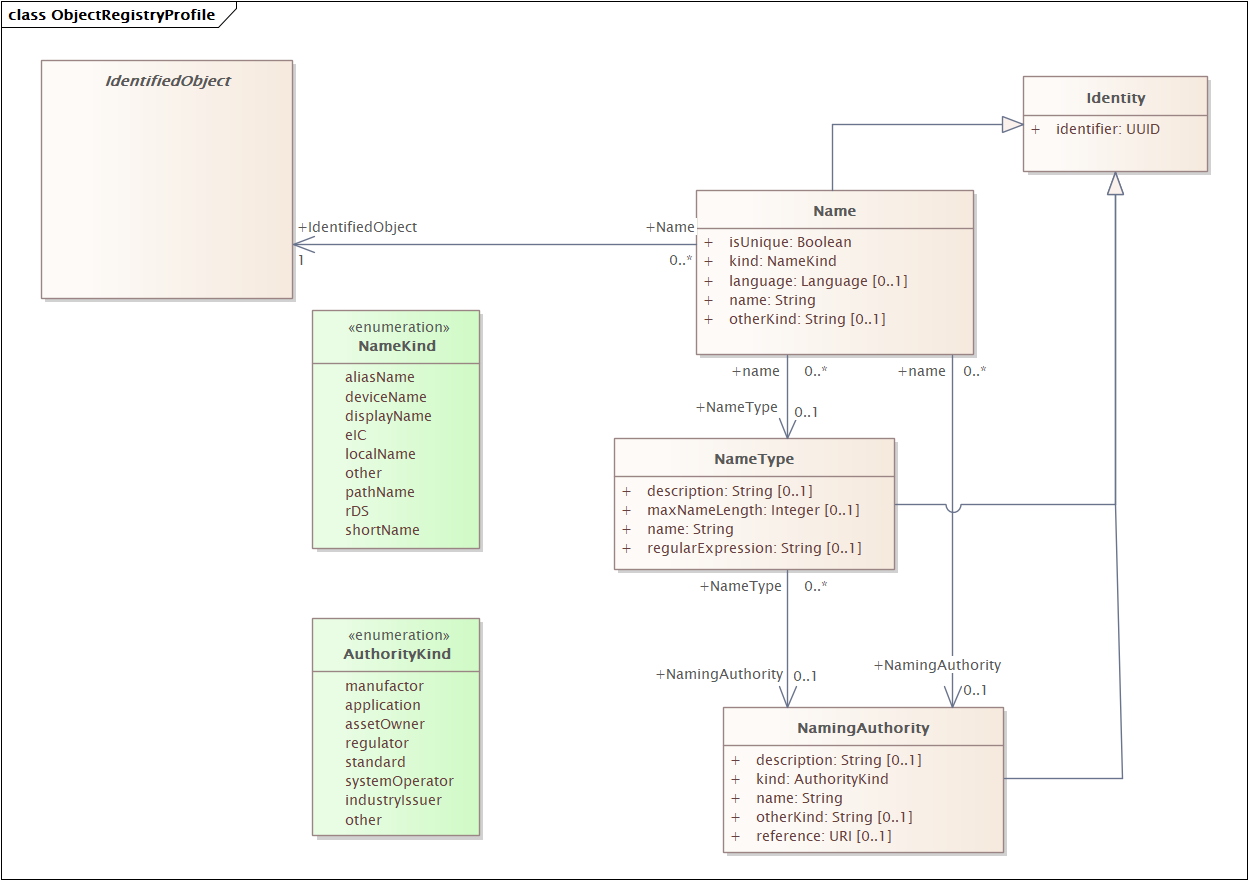 class ObjectRegistryProfile
IdentifiedObject
Identity
+ identifier: UUID
Name
+ isUnique: Boolean
+ kind: NameKind
+ language: Language [0..1]
+ name: String
+ otherKind: String [0..1]
+IdentifiedObject
1
+Name
0..*
«enumeration»
NameKind
aliasName
deviceName
displayName
eIC
localName
other
pathName
rDS
shortName
+name
0..*
+name
0..*
+NameType
0..1
NameType
+ description: String [0..1]
+ maxNameLength: Integer [0..1]
+ name: String
+ regularExpression: String [0..1]
+NameType
0..*
«enumeration»
AuthorityKind
manufactor
application
assetOwner
regulator
standard
systemOperator
industryIssuer
other
+NamingAuthority
0..1
+NamingAuthority
0..1
NamingAuthority
+ description: String [0..1]
+ kind: AuthorityKind
+ name: String
+ otherKind: String [0..1]
+ reference: URI [0..1]